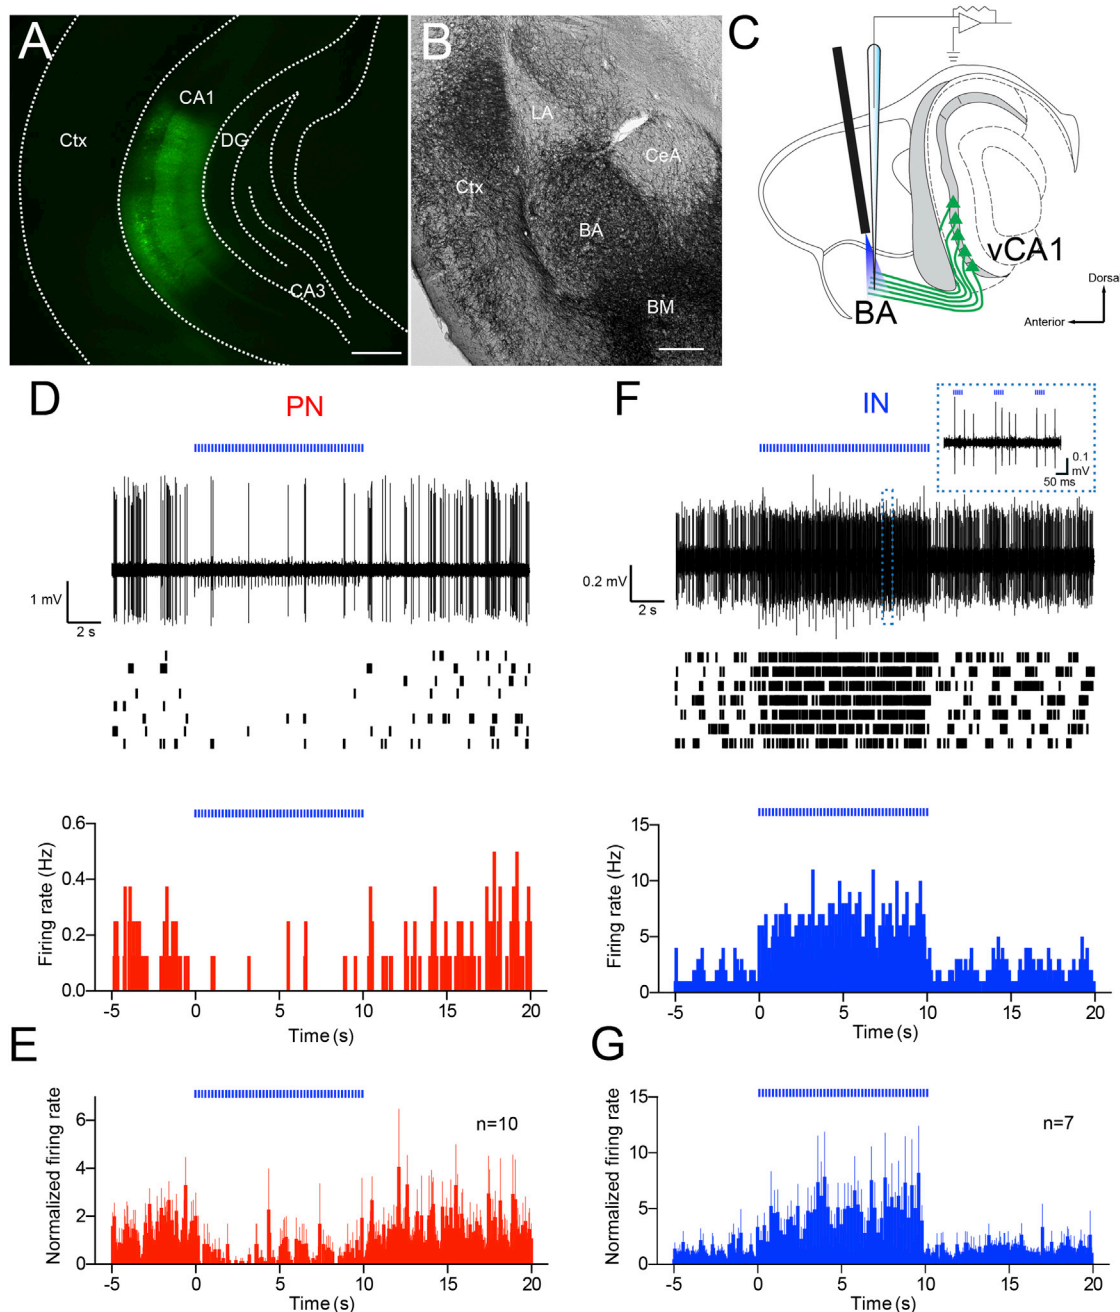 A
CA1
Ctx
DG
CA3
B
LA
CeA
Ctx
BA
BM
C
vCA1
BA
Dorsal
Anterior
D
PN
1 mV
2 s
Firing rate (Hz)
0.6
0.4
0.2
0.0
-5 0 5 10 15 20
Time (s)
F
IN
0.1
mV
50 ms
0.2 mV
2 s
Firing rate (Hz)
15
10
5
0
-5 0 5 10 15 20
Time (s)
E
n=10
Normalized firing rate
6
4
2
0
-5 0 5 10 15 20
Time (s)
G
n=7
Normalized firing rate
15
10
5
0
-5 0 5 10 15 20
Time (s)